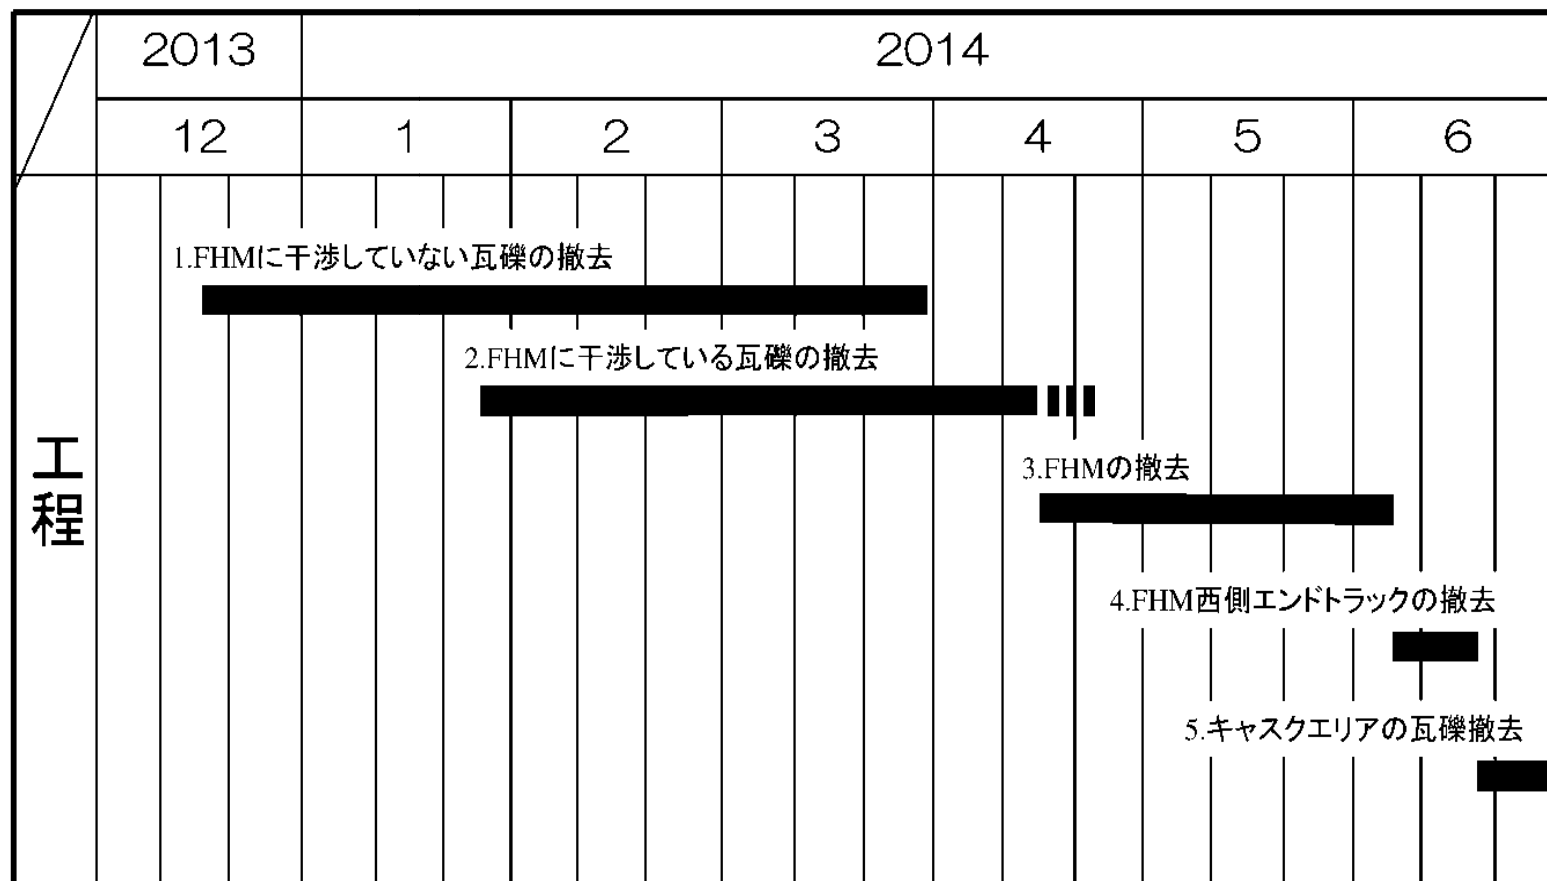 2013 2014
12 1 2 3 4 5 6
1.FHMに干渉していない瓦礫の撤去
2.FHMに干渉している瓦礫の撤去
工程
3.FHMの撤去
4.FHM西側エンドトラックの撤去
5.キャスクエリアの瓦礫撤去